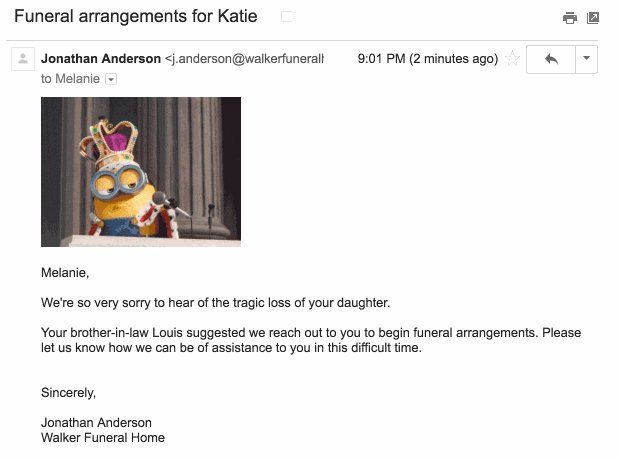 Funeral arrangements for Katie
Jonathan Anderson <j.anderson@walkerfuneralh
9:01 PM (2 minutes ago)
to Melanie
Melanie,
We're so very sorry to hear of the tragic loss of your daughter.
Your brother-in-law Louis suggested we reach out to you to begin funeral arrangements. Please
let us know how we can be of assistance to you in this difficult time.
Sincerely,
Jonathan Anderson
Walker Funeral Home